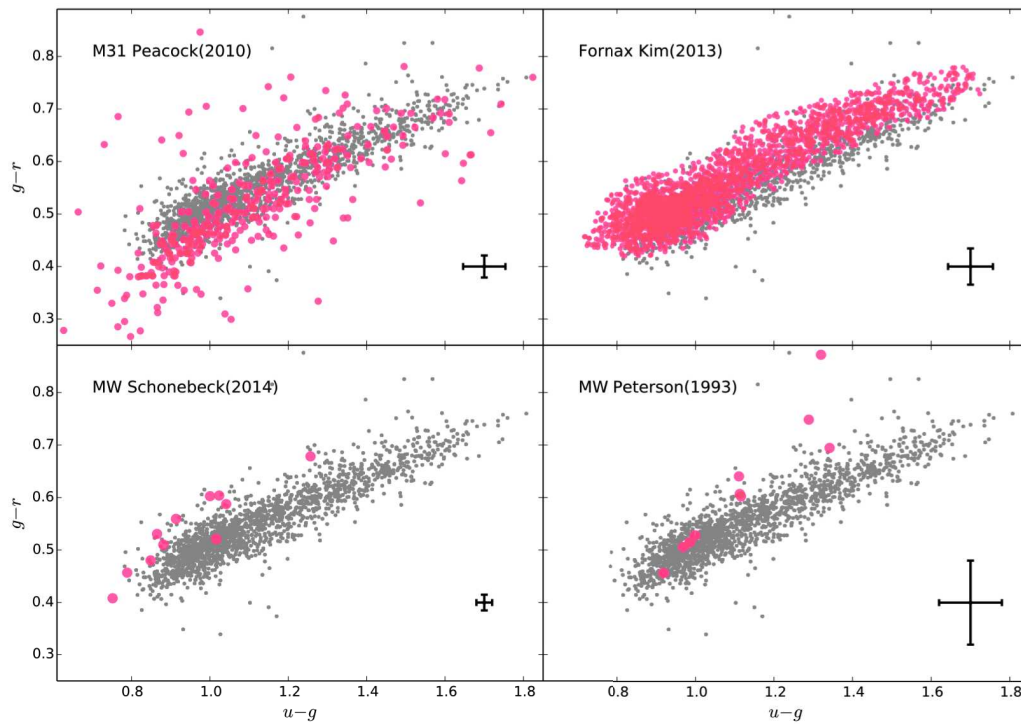 M31 Peacock(2010)
Fornax Kim(2013)
g−r
0.8
0.7
0.6
0.5
0.4
0.3
MW Schonebeck(2014)
MW Peterson(1993)
g−r
0.8
0.7
0.6
0.5
0.4
0.3
0.8 1.0 1.2 1.4 1.6 1.8
0.8 1.0 1.2 1.4 1.6 1.8
u−g
u−g